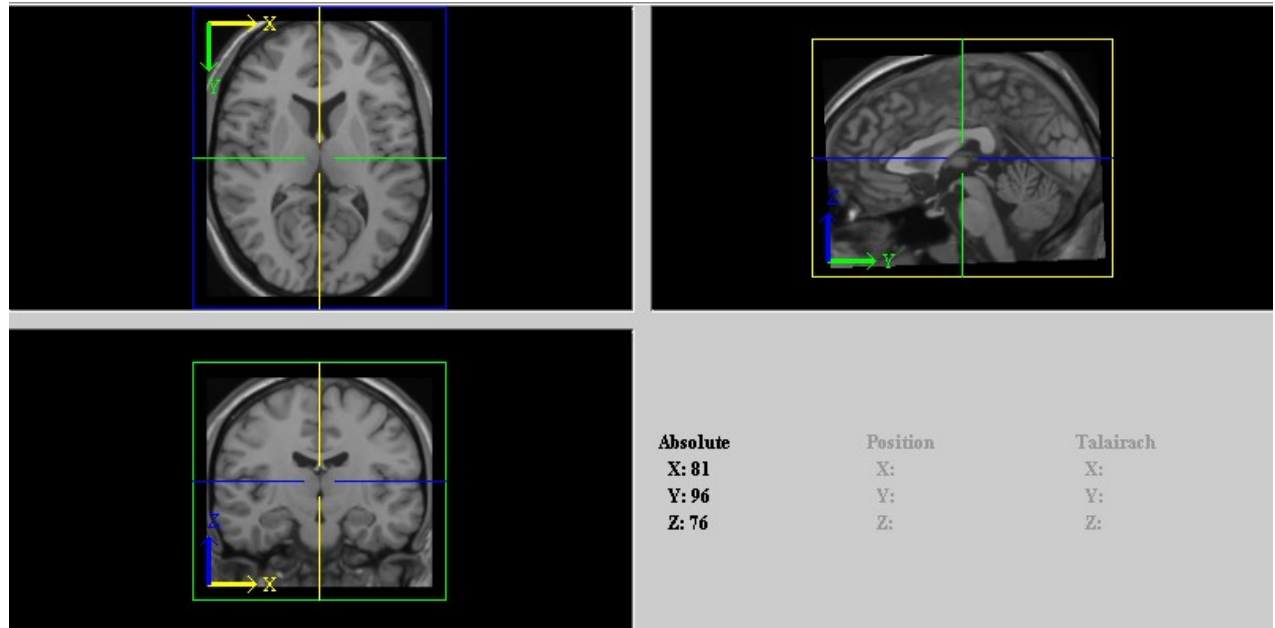 X
Y
Z
Y
Z
X
Absolute Position Talairach
X: 81 X: X:
Y: 96 Y: Y:
Z: 76 Z: Z: